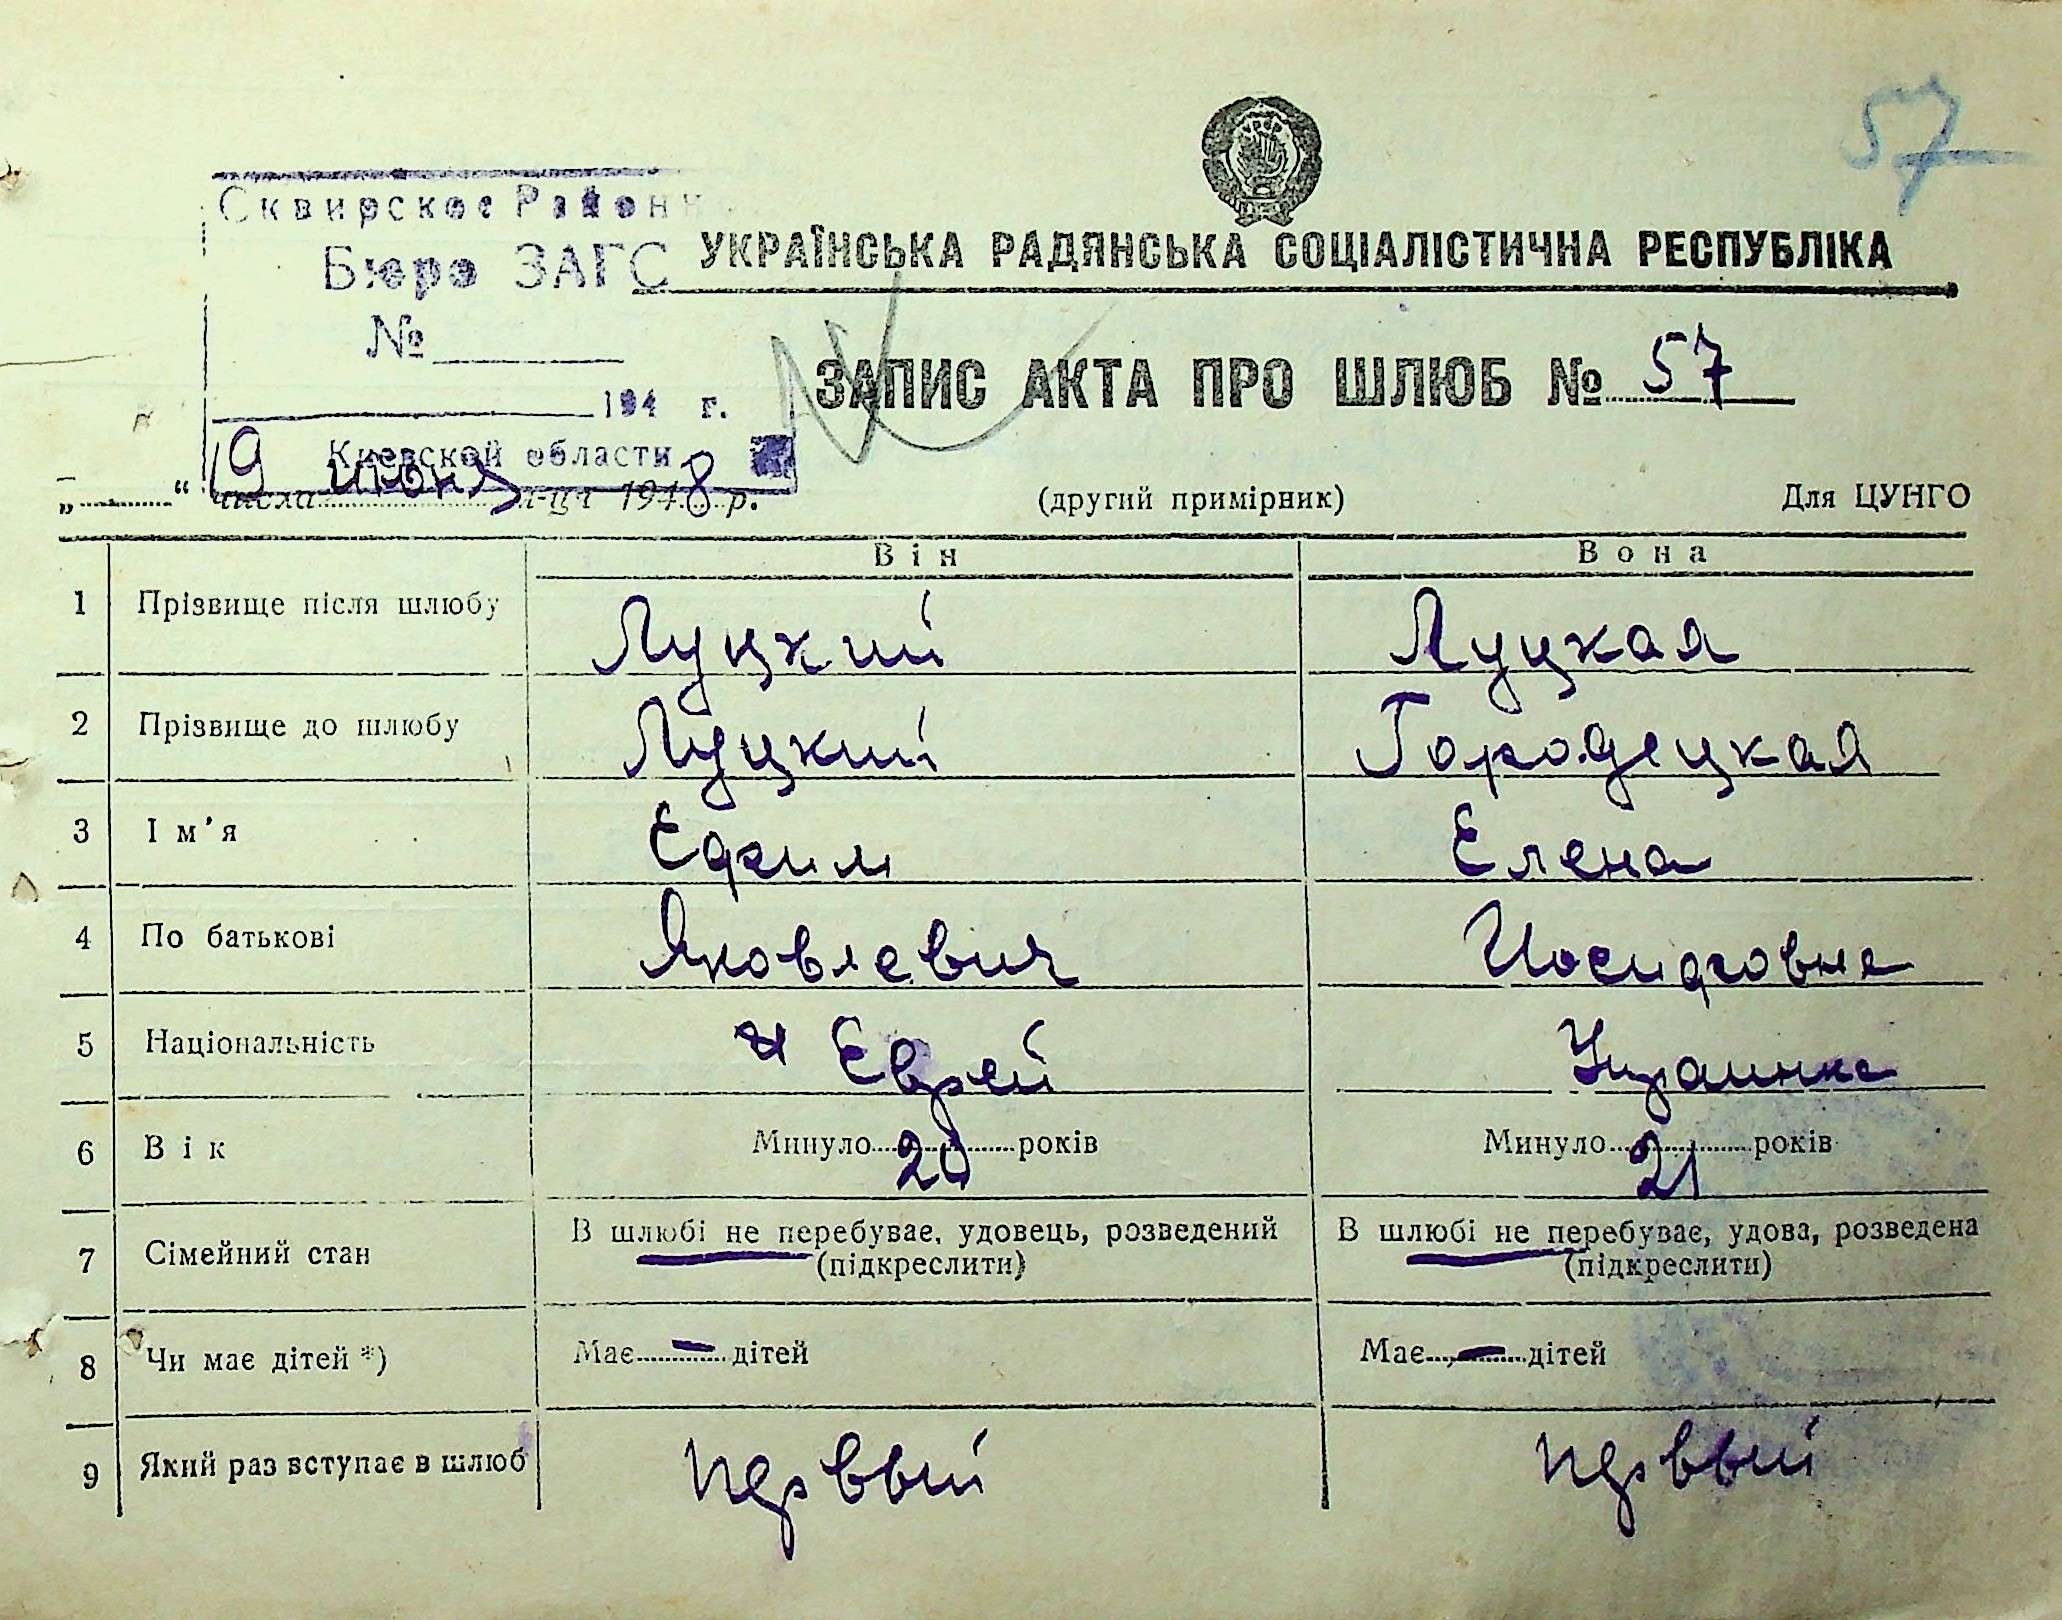 57
Сквирское Районн
Бюро ЗАГС
№
194 г.
Киевской области
УКРАЇНСЬКА РАДЯНСЬКА СОЦІАЛІСТИЧНА РЕСПУБЛІКА
ЗАПИС АКТА ПРО ШЛЮБ № 57
„ “ 19 числа июня м-ця 1948 р. (другий примірник) Для ЦУНГО
Він Вона
1 Прізвище після шлюбу Луцкий Луцкая
2 Прізвище до шлюбу Луцкий Городецкая
3 Ім'я Ефим Елена
4 По батькові Яковлевич Иосифовна
5 Національність Еврей Украинка
6 Вік Минуло 20 років Минуло 21 років
7 Сімейний стан В шлюбі не перебуває, удовець, розведений В шлюбі не перебуває, удова, розведена
(підкреслити) (підкреслити)
8 Чи має дітей *) Має — дітей Має — дітей
9 Який раз вступає в шлюб первый первый